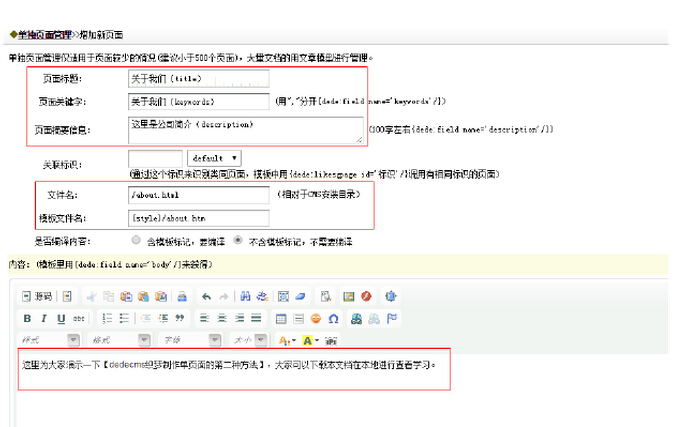 ◆单独页面管理>>增加新页面
单独页面管理仅适用于页面较少的情况(建议小于500个页面)，大量文档的用文章模型进行管理。
页面标题： 关于我们（title）
页面关键字： 关于我们（keywords） (用","分开{dede:field name='keywords'/})
页面摘要信息： 这里是公司简介（description） (100字左右{dede:field name='description'/})
关联标识： default
(通过这个标识来识别类同页面，模板中用{dede:likesgpage id='标识'/}调用有相同标识的页面)
文件名： /about.html （相对于CMS安装目录）
模板文件名： {style}/about.htm
是否编译内容： 含模板标记，要编译 不含模板标记，不需要编译
内容：(模板里用{dede:field name='body'/}来获得)
源码
B I U abc
样式 格式 字体 大小
这里为大家演示一下【dedecms织梦制作单页面的第二种方法】，大家可以下载本文档在本地进行查看学习。